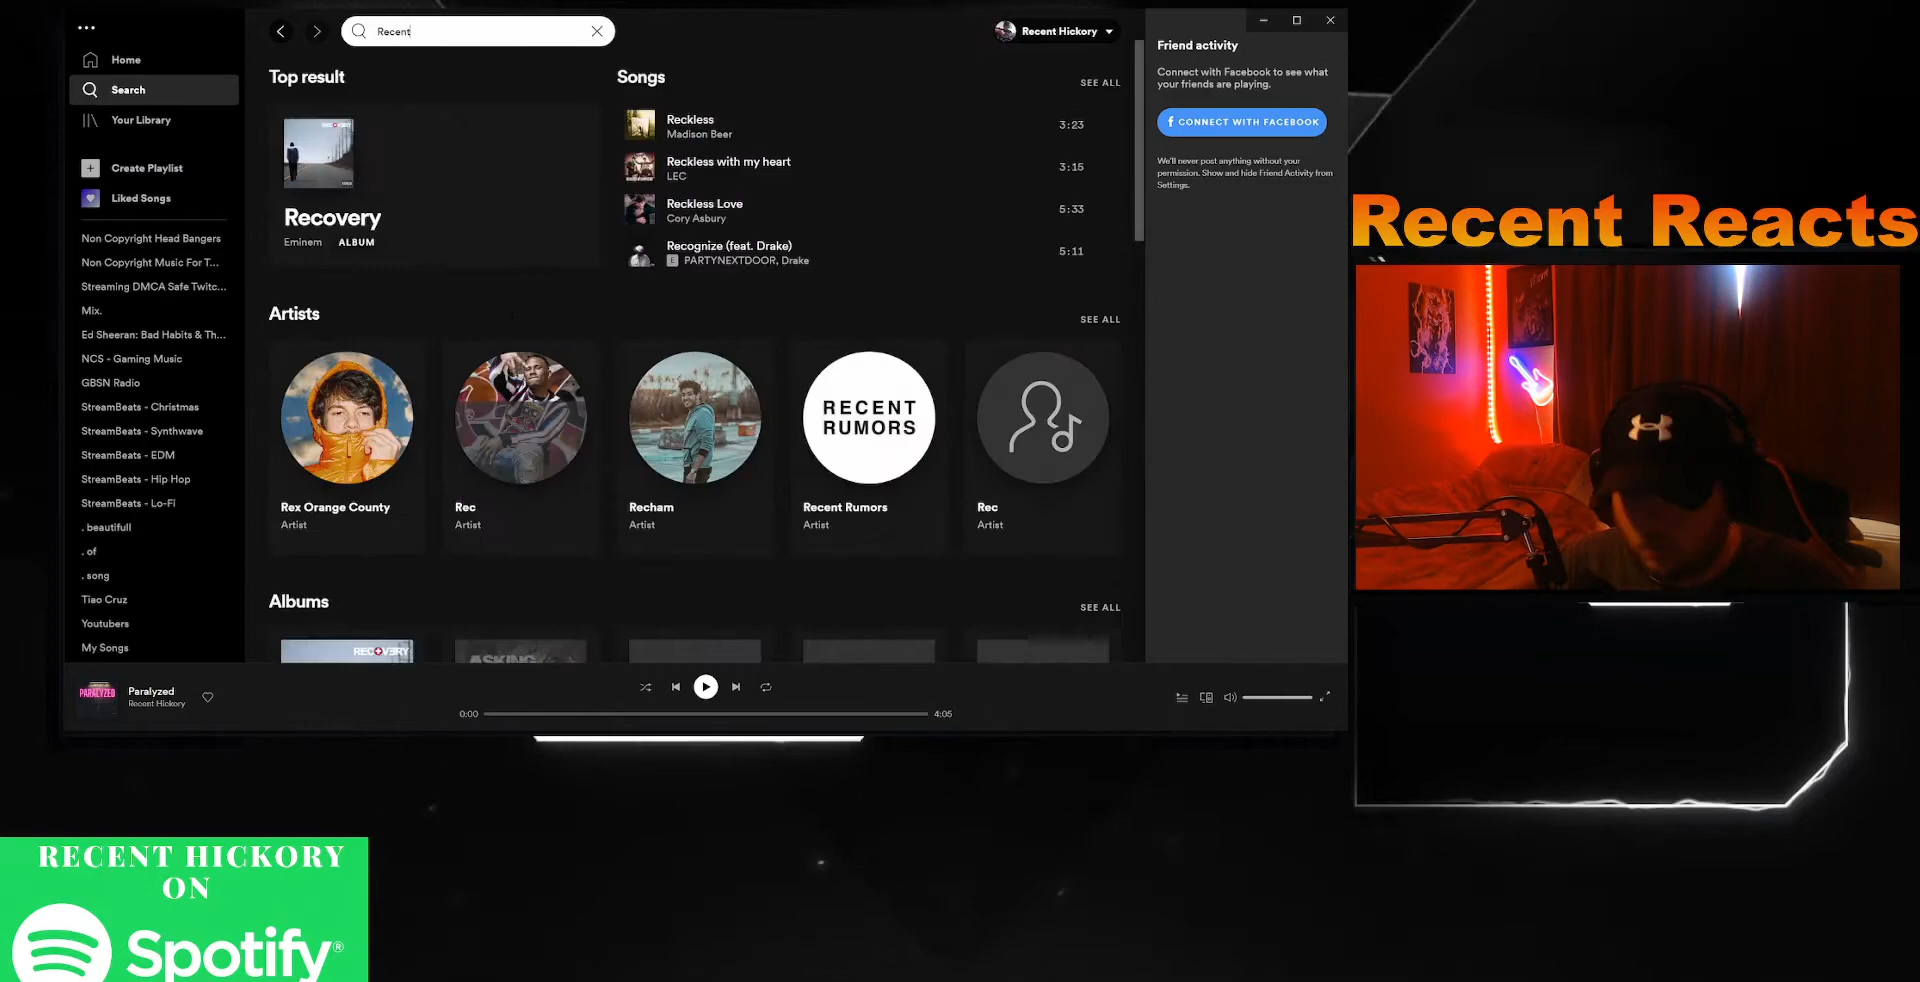 Home
Search
Your Library
Create Playlist
Liked Songs
Non Copyright Head Bangers
Non Copyright Music For T...
Streaming DMCA Safe Twitc...
Mix.
Ed Sheeran: Bad Habits & Th...
NCS - Gaming Music
GBSN Radio
StreamBeats - Christmas
StreamBeats - Synthwave
StreamBeats - EDM
StreamBeats - Hip Hop
StreamBeats - Lo-Fi
. beautifull
. of
. song
Tiao Cruz
Youtubers
My Songs
Recent
Recent Hickory
Top result
RECOVERY
Recovery
Eminem ALBUM
Songs
SEE ALL
Reckless
Madison Beer
3:23
Reckless with my heart
LEC
3:15
Reckless Love
Cory Asbury
5:33
Recognize (feat. Drake)
E PARTYNEXTDOOR, Drake
5:11
Artists
SEE ALL
RECENT
RUMORS
Rex Orange County
Artist
Rec
Artist
Recham
Artist
Recent Rumors
Artist
Rec
Artist
Albums
SEE ALL
RECOVERY
ASKING
Friend activity
Connect with Facebook to see what
your friends are playing.
f CONNECT WITH FACEBOOK
We'll never post anything without your
permission. Show and hide Friend Activity from
Settings.
Recent Reacts
PARALYZED
Paralyzed
Recent Hickory
0:00
4:05
RECENT HICKORY
ON
Spotify®